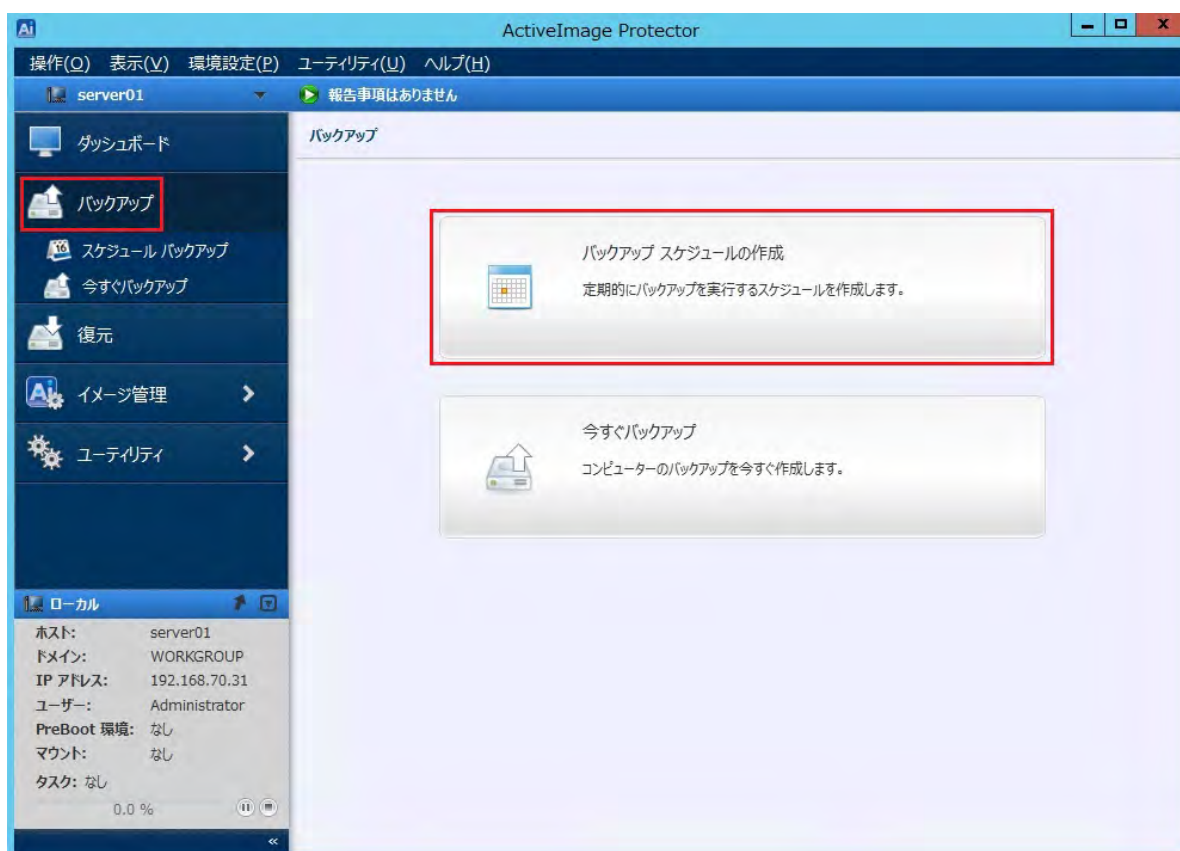 Ai
ActiveImage Protector
操作(O) 表示(V) 環境設定(P) ユーティリティ(U) ヘルプ(H)
server01
報告事項はありません
ダッシュボード
バックアップ
バックアップ
16 スケジュール バックアップ
今すぐバックアップ
復元
Ai イメージ管理
ユーティリティ
バックアップ スケジュールの作成
定期的にバックアップを実行するスケジュールを作成します。
今すぐバックアップ
コンピューターのバックアップを今すぐ作成します。
ローカル
ホスト: server01
ドメイン: WORKGROUP
IP アドレス: 192.168.70.31
ユーザー: Administrator
PreBoot 環境: なし
マウント: なし
タスク: なし
0.0 %